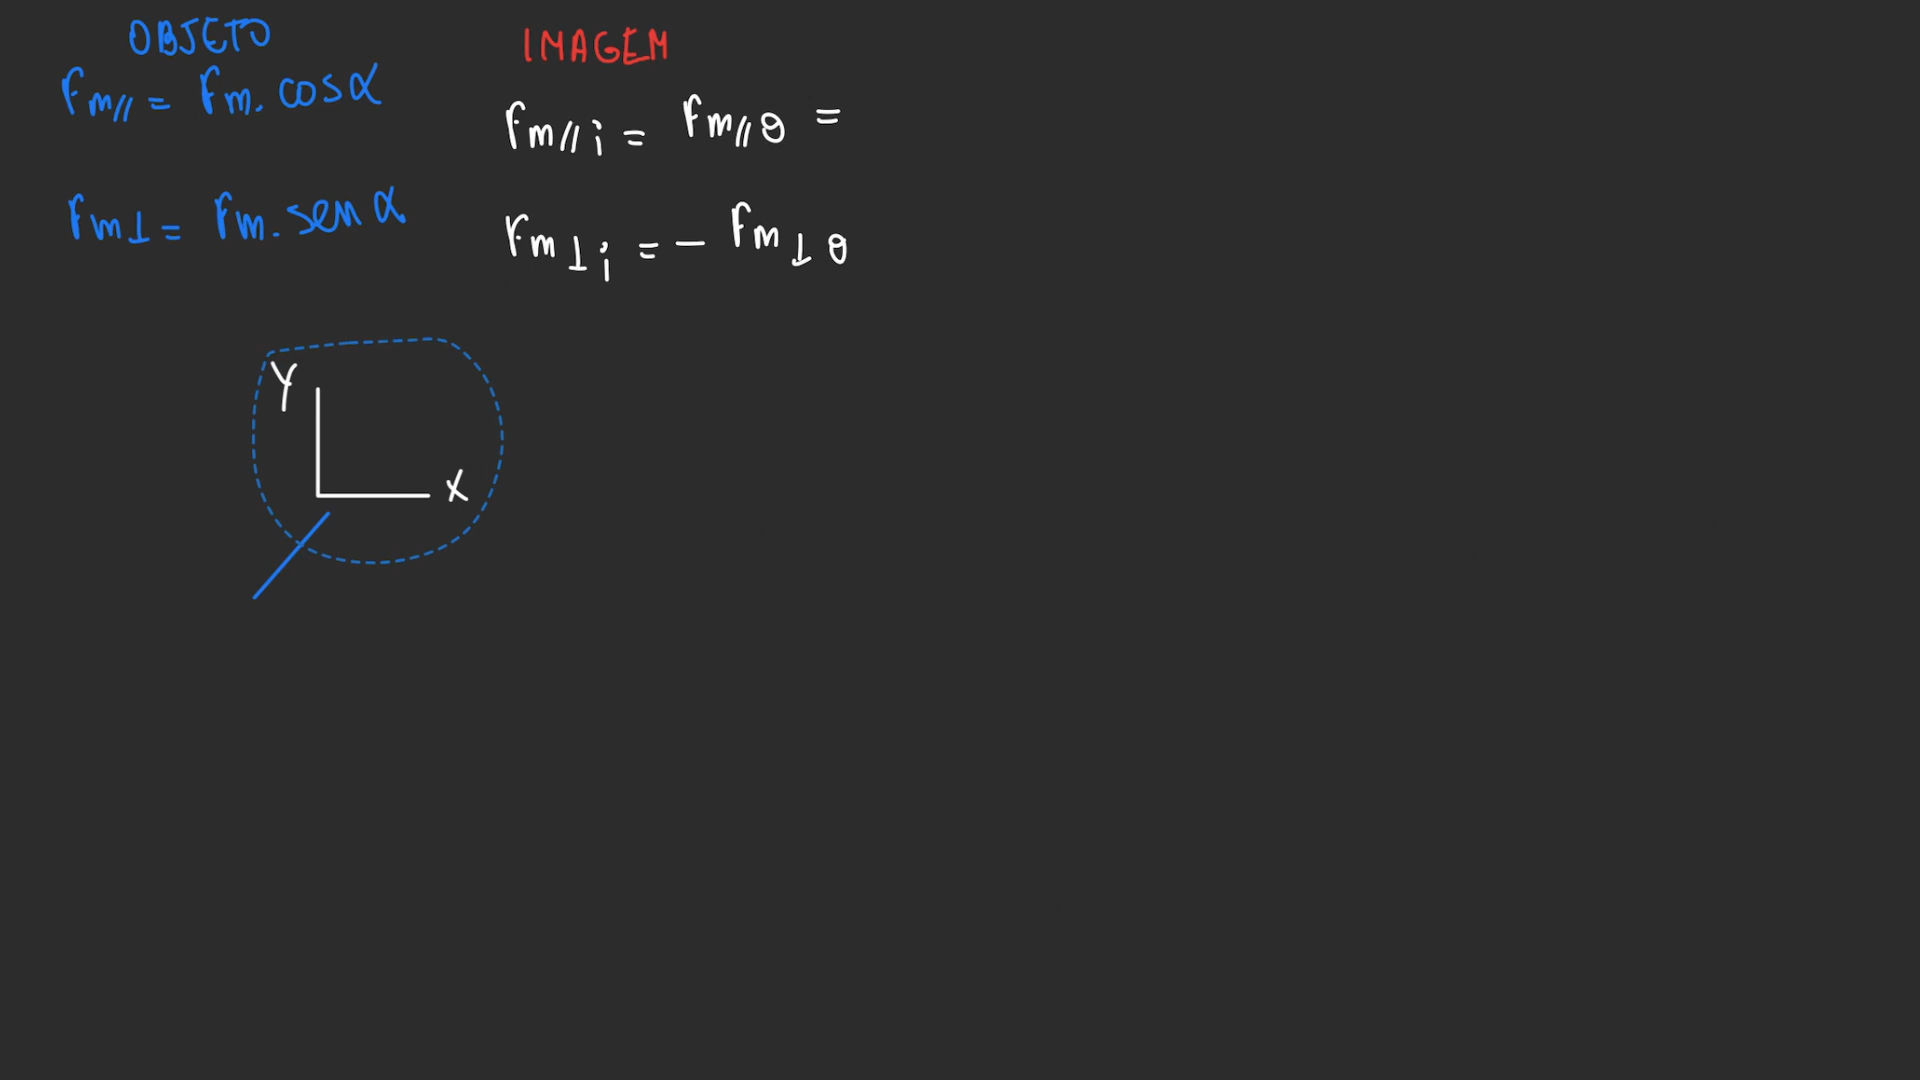 OBJETO
Fm// = Fm. cosα
Fm⊥ = Fm. sen α
IMAGEM
Fm// i = Fm// o =
Fm⊥i = - Fm⊥ o
Y
X